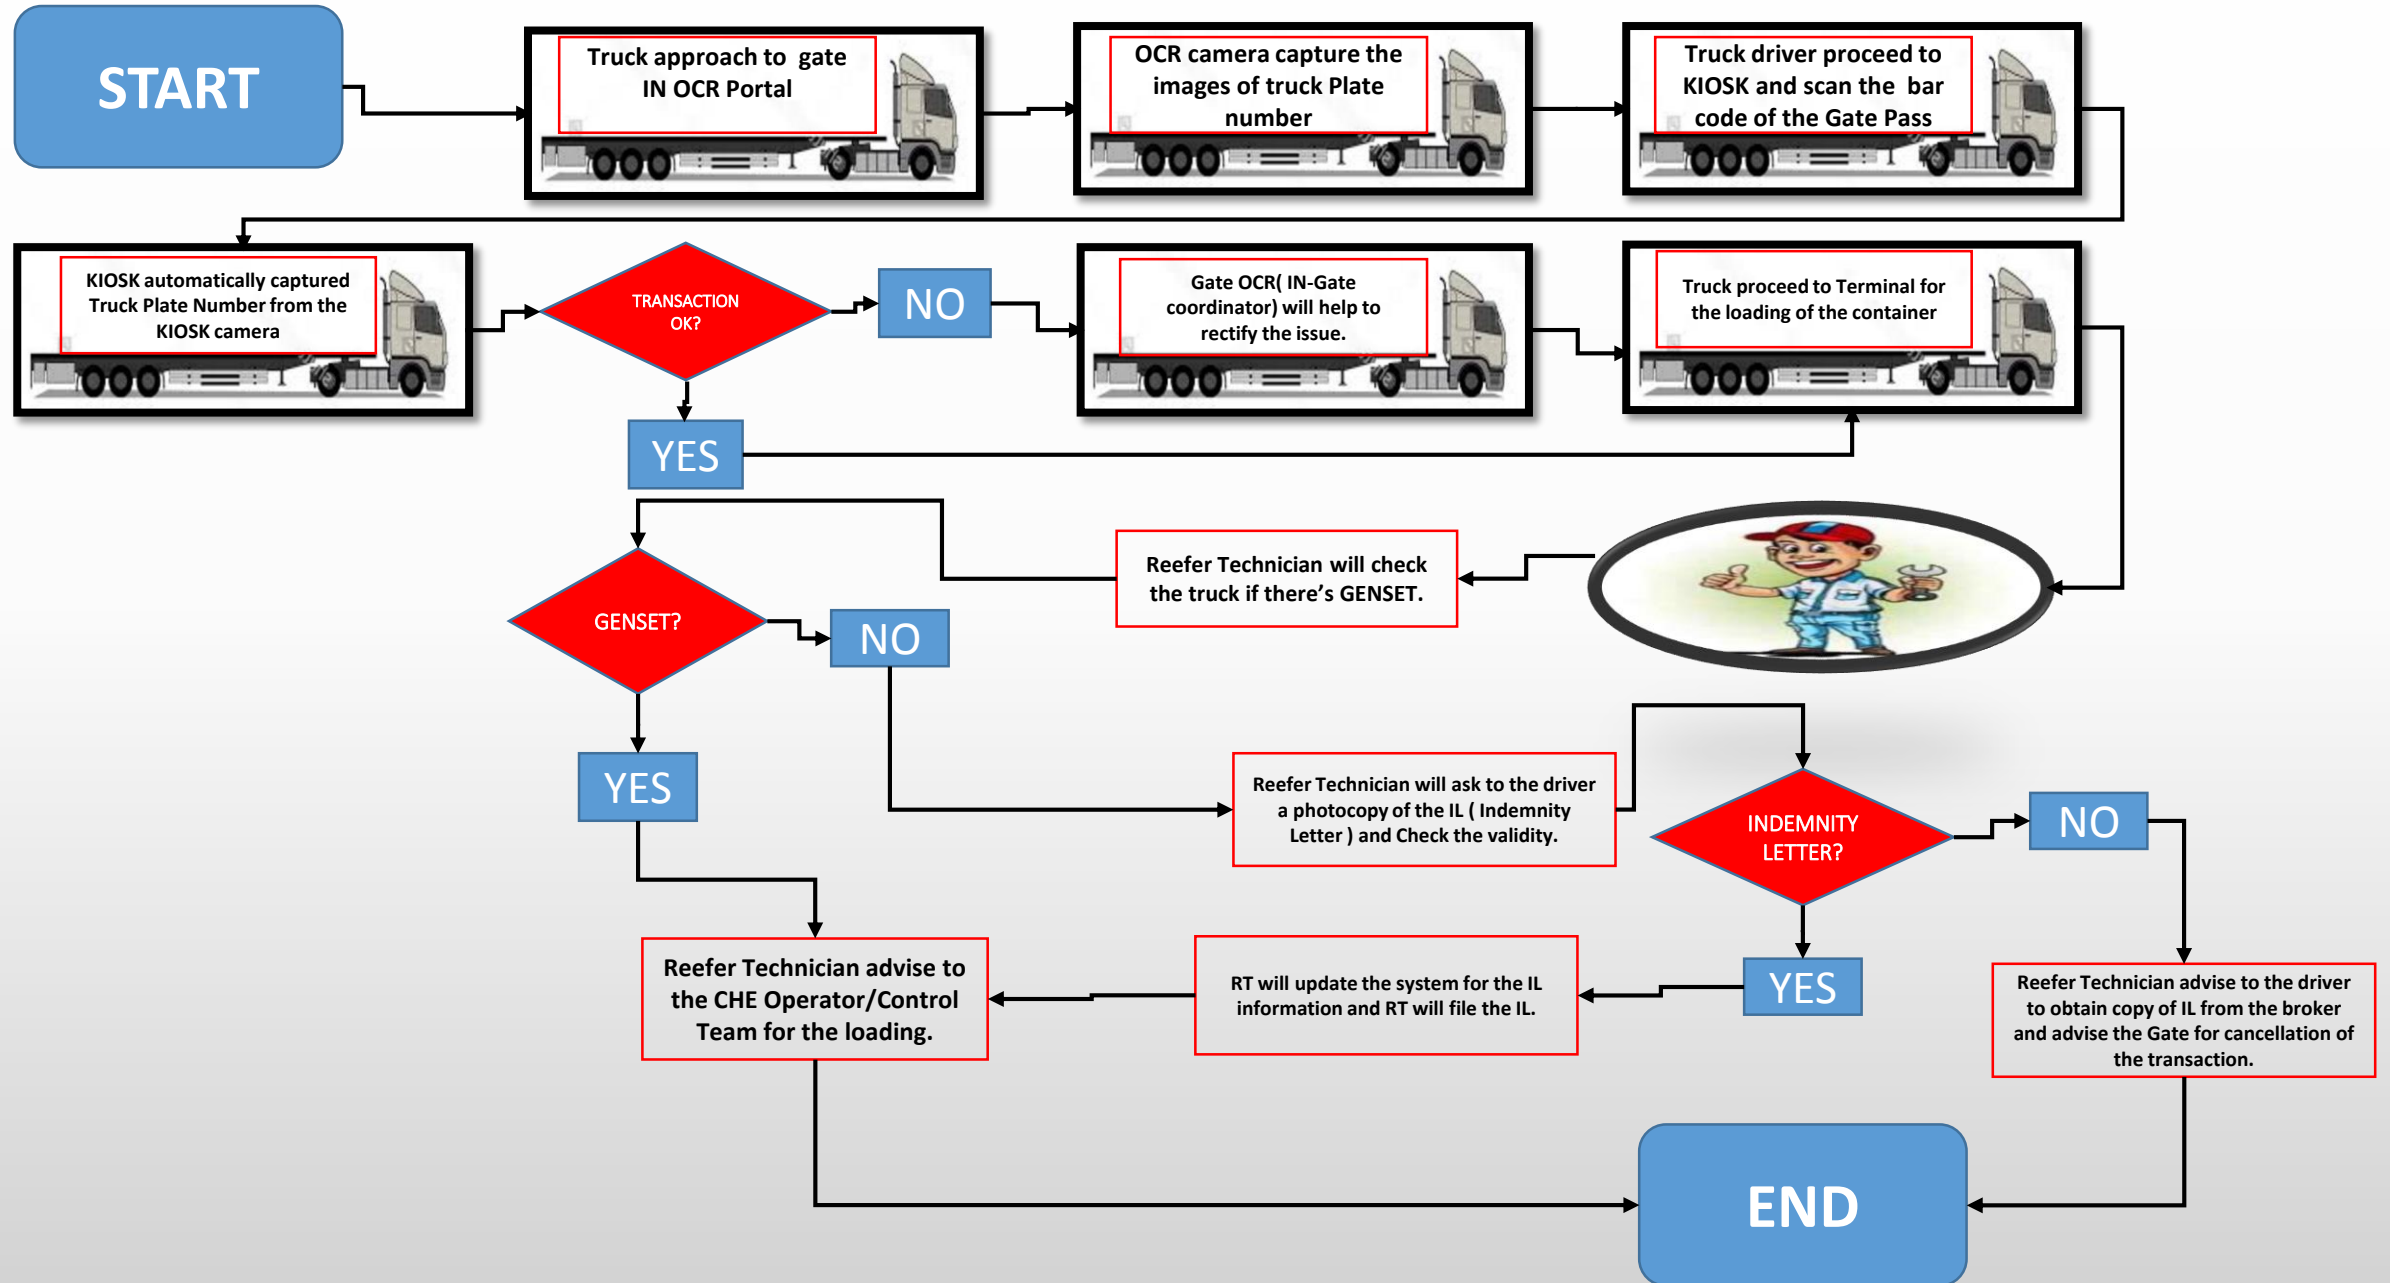 START
Truck approach to  gate
IN OCR Portal
OCR camera capture the
images of truck Plate
number
Truck driver proceed to
KIOSK and scan the  bar
code of the Gate Pass
KIOSK automatically captured
Truck Plate Number from the
KIOSK camera
TRANSACTION
OK?
NO
Gate OCR( IN-Gate
coordinator) will help to
rectify the issue.
Truck proceed to Terminal for
the loading of the container
YES
Reefer Technician will check
the truck if there’s GENSET.
GENSET?
NO
YES
Reefer Technician will ask to the driver
a photocopy of the IL ( Indemnity
Letter ) and Check the validity.
INDEMNITY
LETTER?
NO
YES
Reefer Technician advise to
the CHE Operator/Control
Team for the loading.
RT will update the system for the IL
information and RT will file the IL.
Reefer Technician advise to the driver
to obtain copy of IL from the broker
and advise the Gate for cancellation of
the transaction.
END